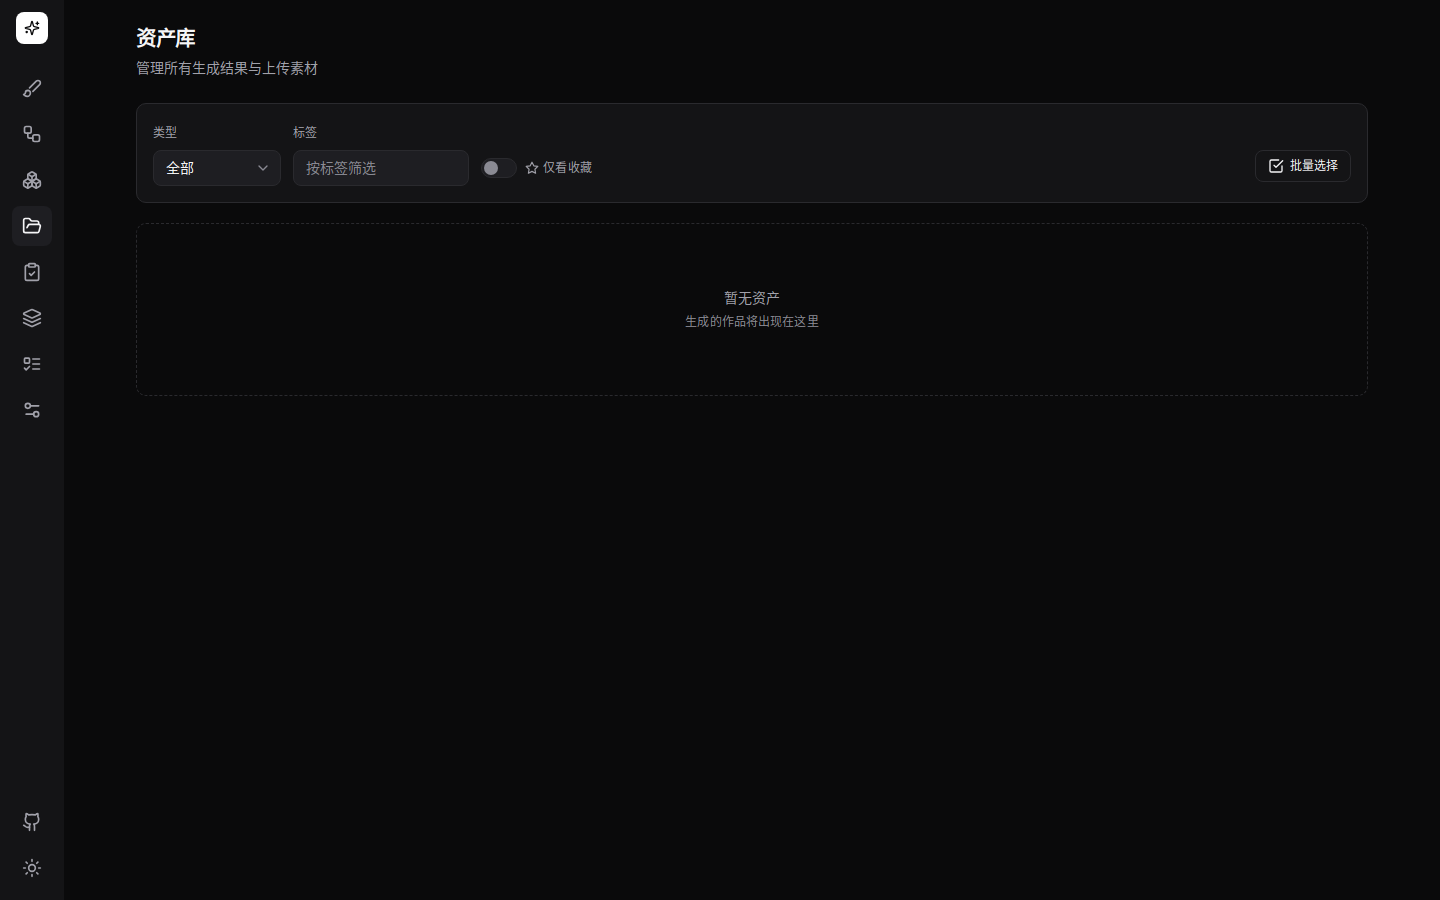 资产库
管理所有生成结果与上传素材
类型
标签
全部
按标签筛选
仅看收藏
批量选择
暂无资产
生成的作品将出现在这里